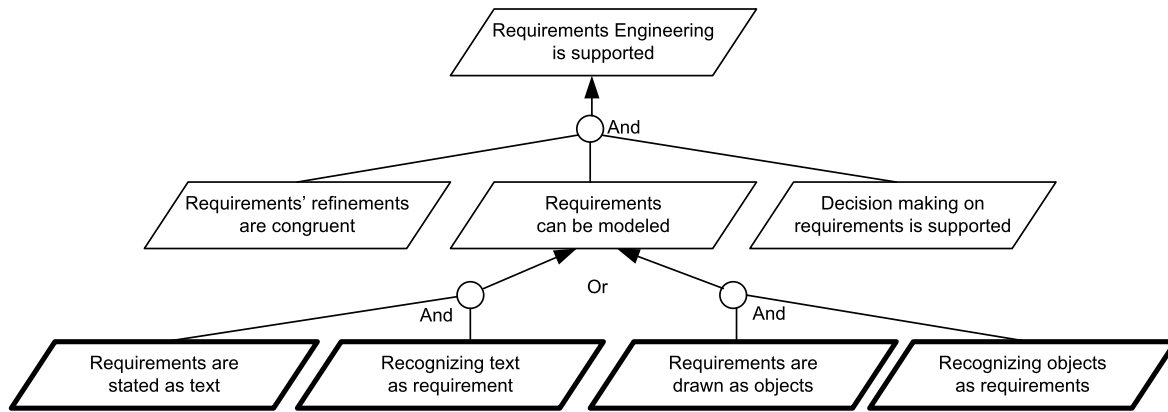 Requirements Engineering
is supported
And
Requirements’ refinements
are congruent
Requirements
can be modeled
Decision making on
requirements is supported
Or
And
And
Requirements are
stated as text
Recognizing text
as requirement
Requirements are
drawn as objects
Recognizing objects
as requirements